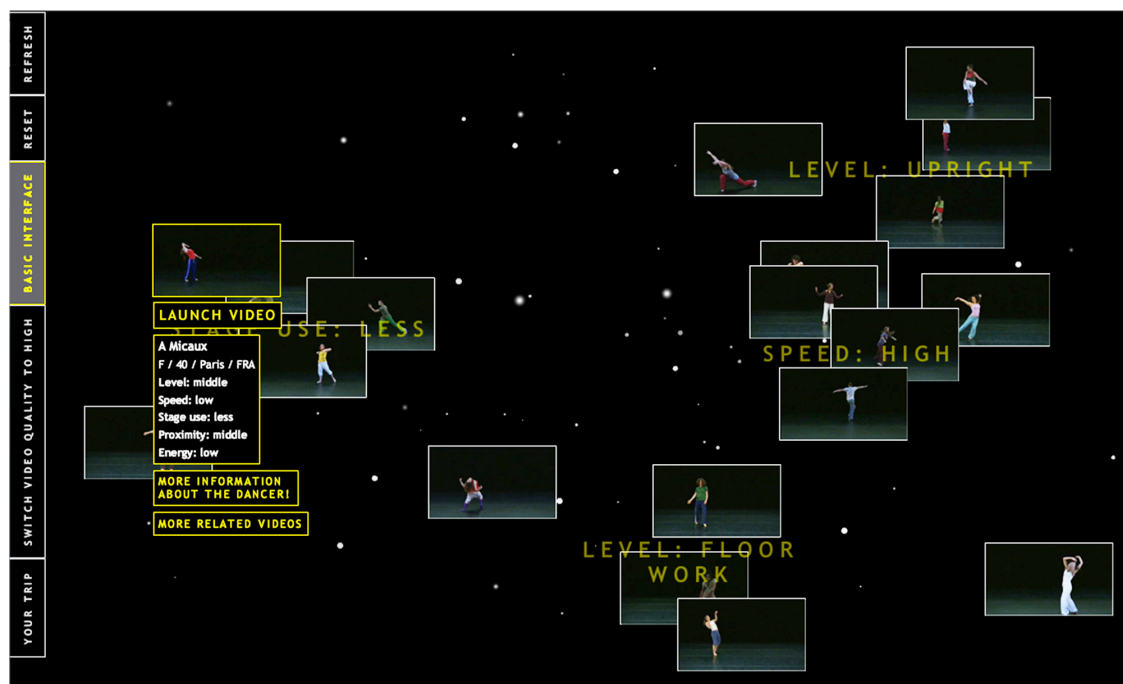 REFRESH
RESET
BASIC INTERFACE
SWITCH VIDEO QUALITY TO HIGH
YOUR TRIP
LEVEL: UPRIGHT
STAGE USE: LESS
LAUNCH VIDEO
A Micaux
F / 40 / Paris / FRA
Level: middle
Speed: low
Stage use: less
Proximity: middle
Energy: low
MORE INFORMATION
ABOUT THE DANCER!
MORE RELATED VIDEOS
SPEED: HIGH
LEVEL: FLOOR
WORK